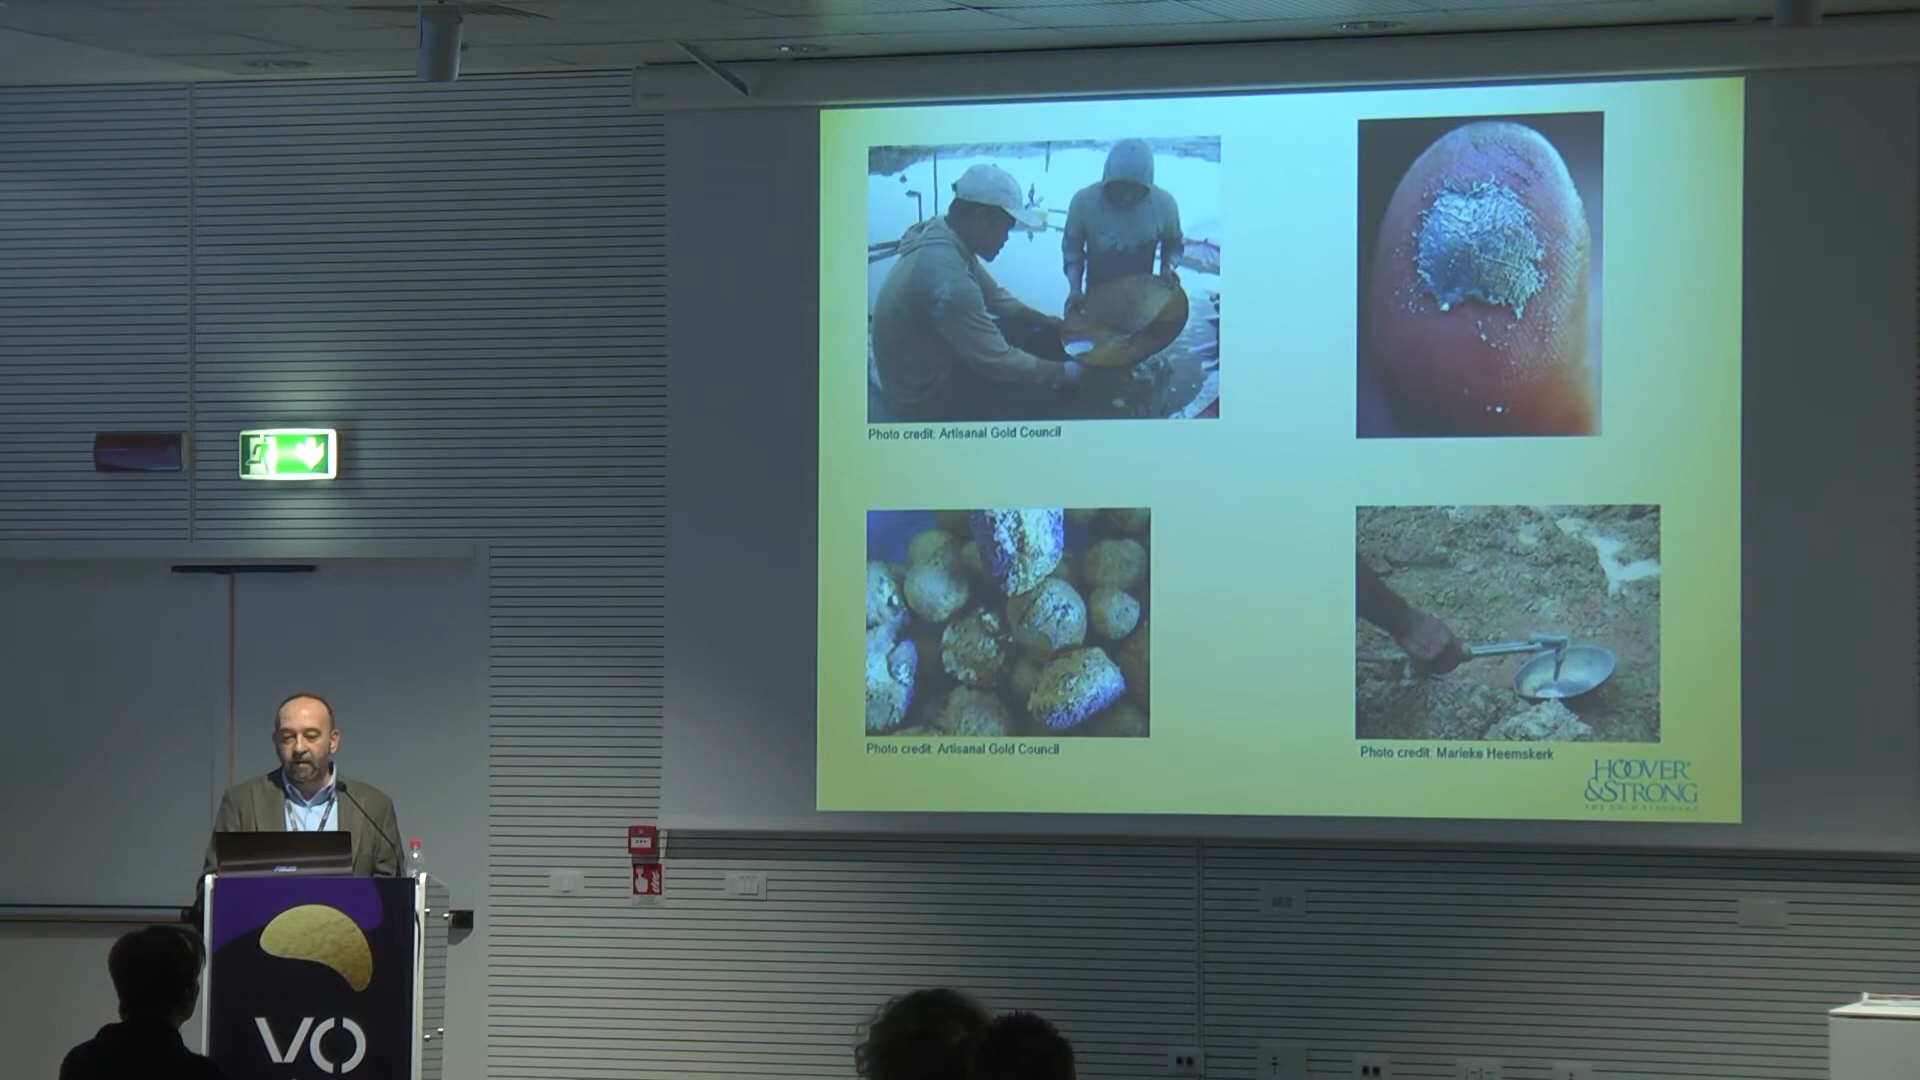 Photo credit: Artisanal Gold Council
Photo credit: Artisanal Gold Council
Photo credit: Marieke Heemskerk
HOOVER
&STRONG
VO